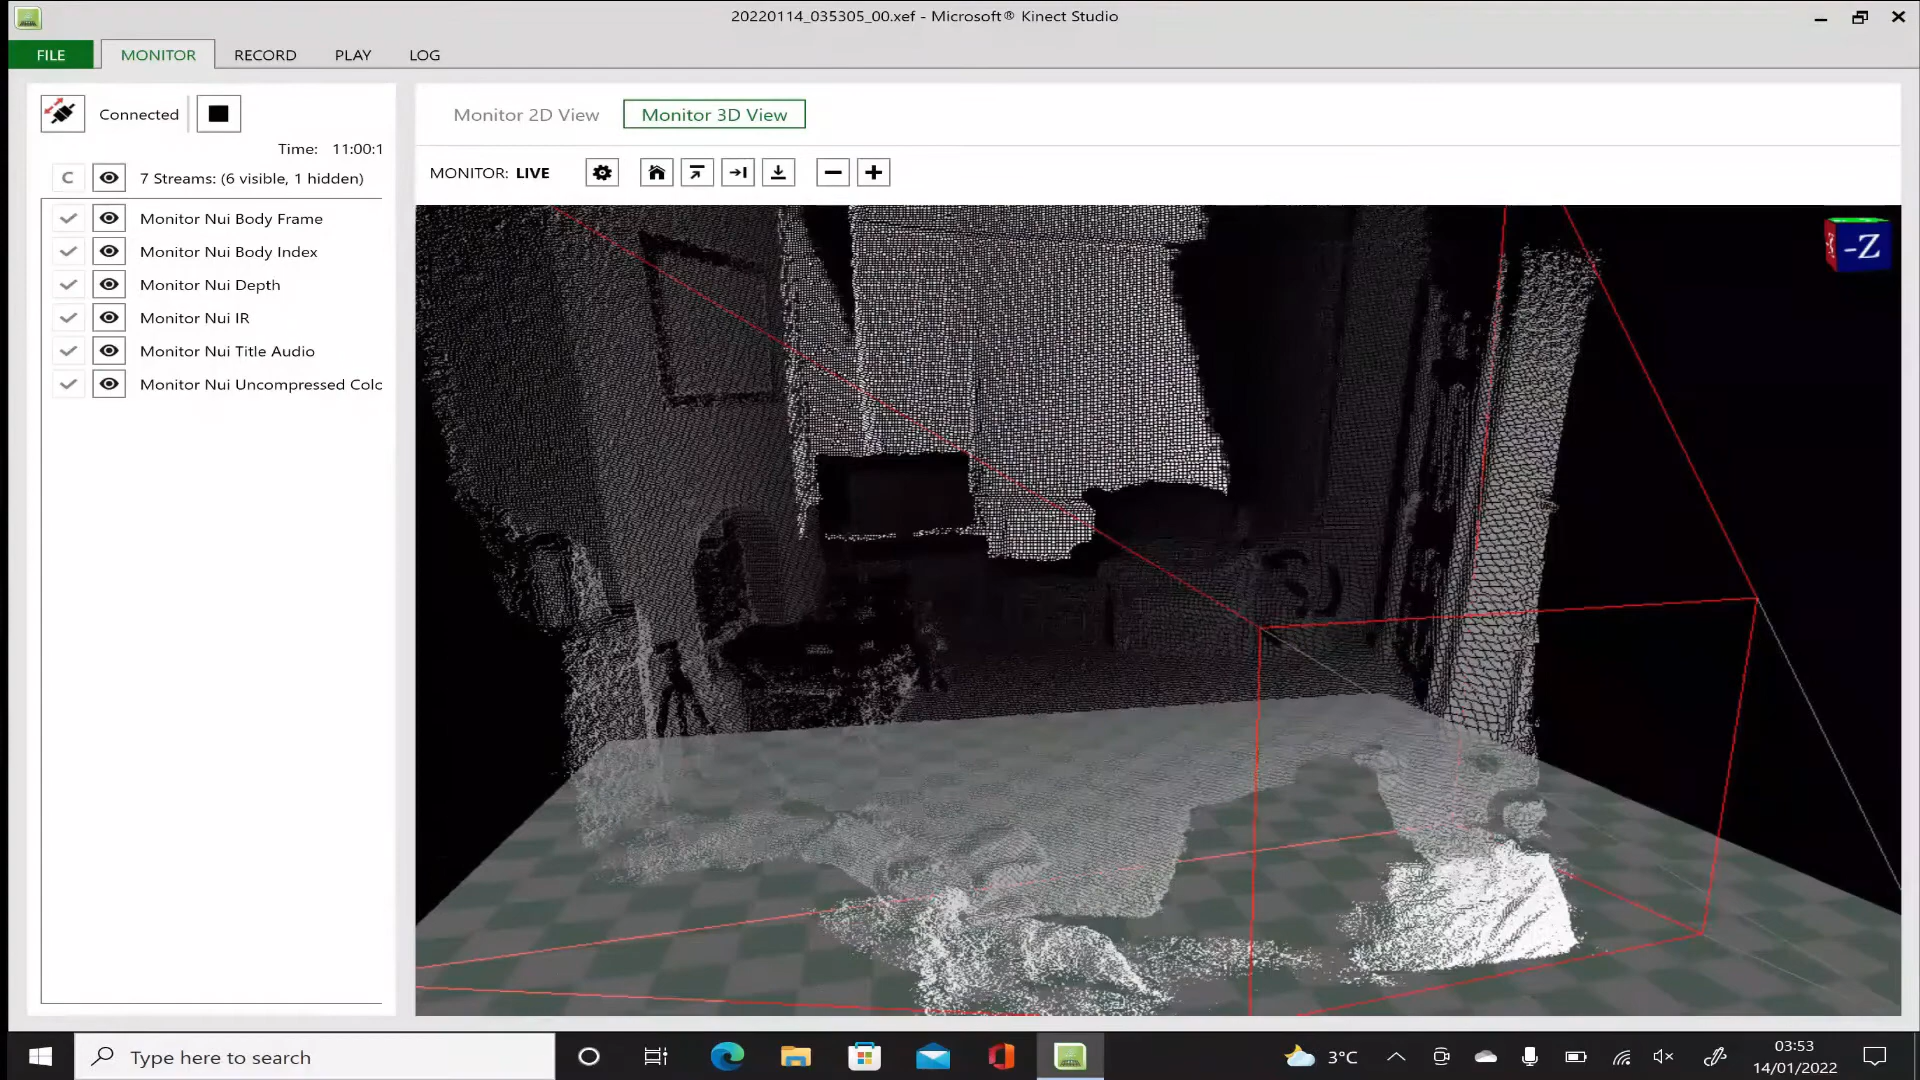 20220114_035305_00.xef - Microsoft® Kinect Studio
FILE
MONITOR
RECORD
PLAY
LOG
Connected
Time: 11:00:1
C
7 Streams: (6 visible, 1 hidden)
Monitor Nui Body Frame
Monitor Nui Body Index
Monitor Nui Depth
Monitor Nui IR
Monitor Nui Title Audio
Monitor Nui Uncompressed Colc
Monitor 2D View
Monitor 3D View
MONITOR: LIVE
-Z
Type here to search
3°C
03:53
14/01/2022